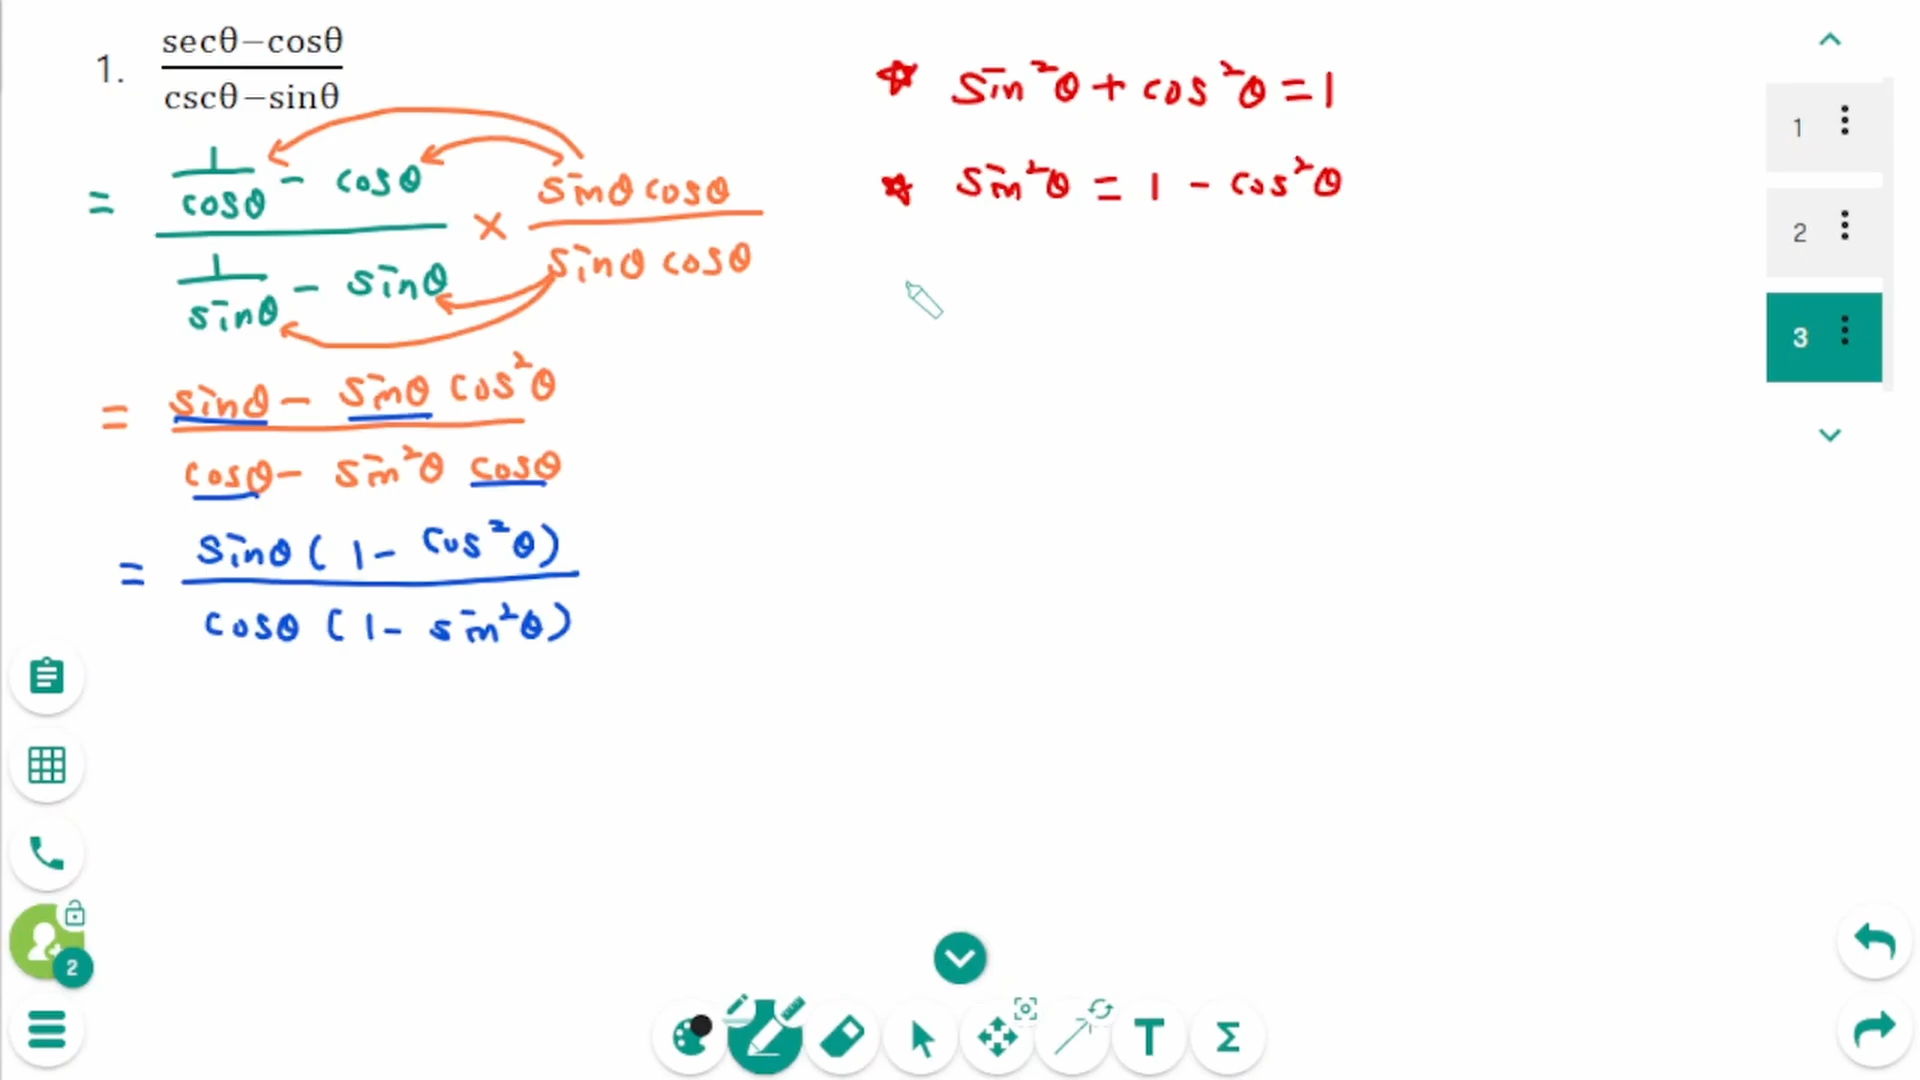 1. secθ−cosθ
cscθ−sinθ
= 1/cosθ - cosθ × sinθ cosθ
1/sinθ - sinθ sinθ cosθ
= sinθ - sinθ cos²θ
cosθ - sin²θ cosθ
= sinθ ( 1 - cos²θ )
cosθ ( 1 - sin²θ )
☆ sin²θ + cos²θ = 1
☆ sin²θ = 1 - cos²θ
1
2
3
2
T
Σ